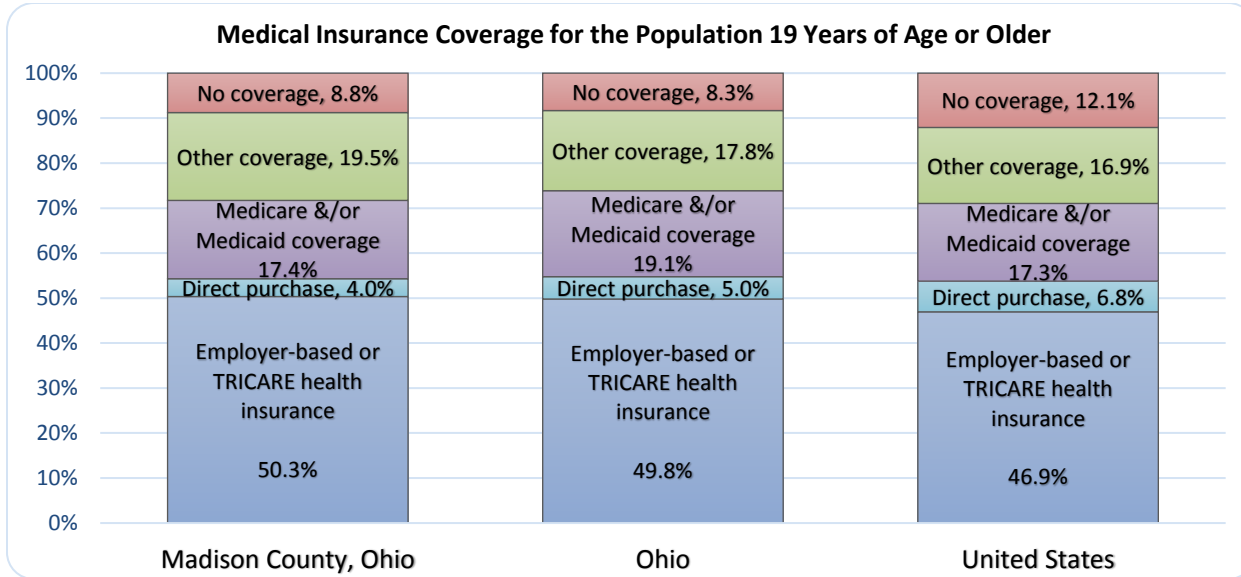 Medical Insurance Coverage for the Population 19 Years of Age or Older
100%
90%
80%
70%
60%
50%
40%
30%
20%
10%
0%
No coverage, 8.8%
Other coverage, 19.5%
Medicare &/or
Medicaid coverage
17.4%
Direct purchase, 4.0%
Employer-based or
TRICARE health
insurance
50.3%
No coverage, 8.3%
Other coverage, 17.8%
Medicare &/or
Medicaid coverage
19.1%
Direct purchase, 5.0%
Employer-based or
TRICARE health
insurance
49.8%
No coverage, 12.1%
Other coverage, 16.9%
Medicare &/or
Medicaid coverage
17.3%
Direct purchase, 6.8%
Employer-based or
TRICARE health
insurance
46.9%
Madison County, Ohio
Ohio
United States